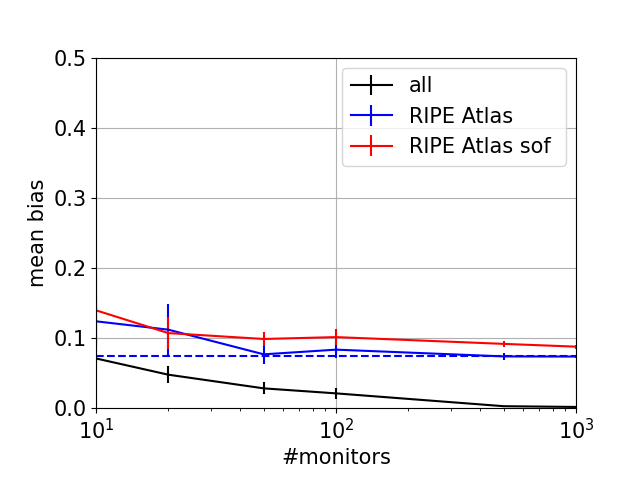 0.5
0.4
0.3
0.2
0.1
0.0
mean bias
all
RIPE Atlas
RIPE Atlas sof
10¹
10²
10³
#monitors